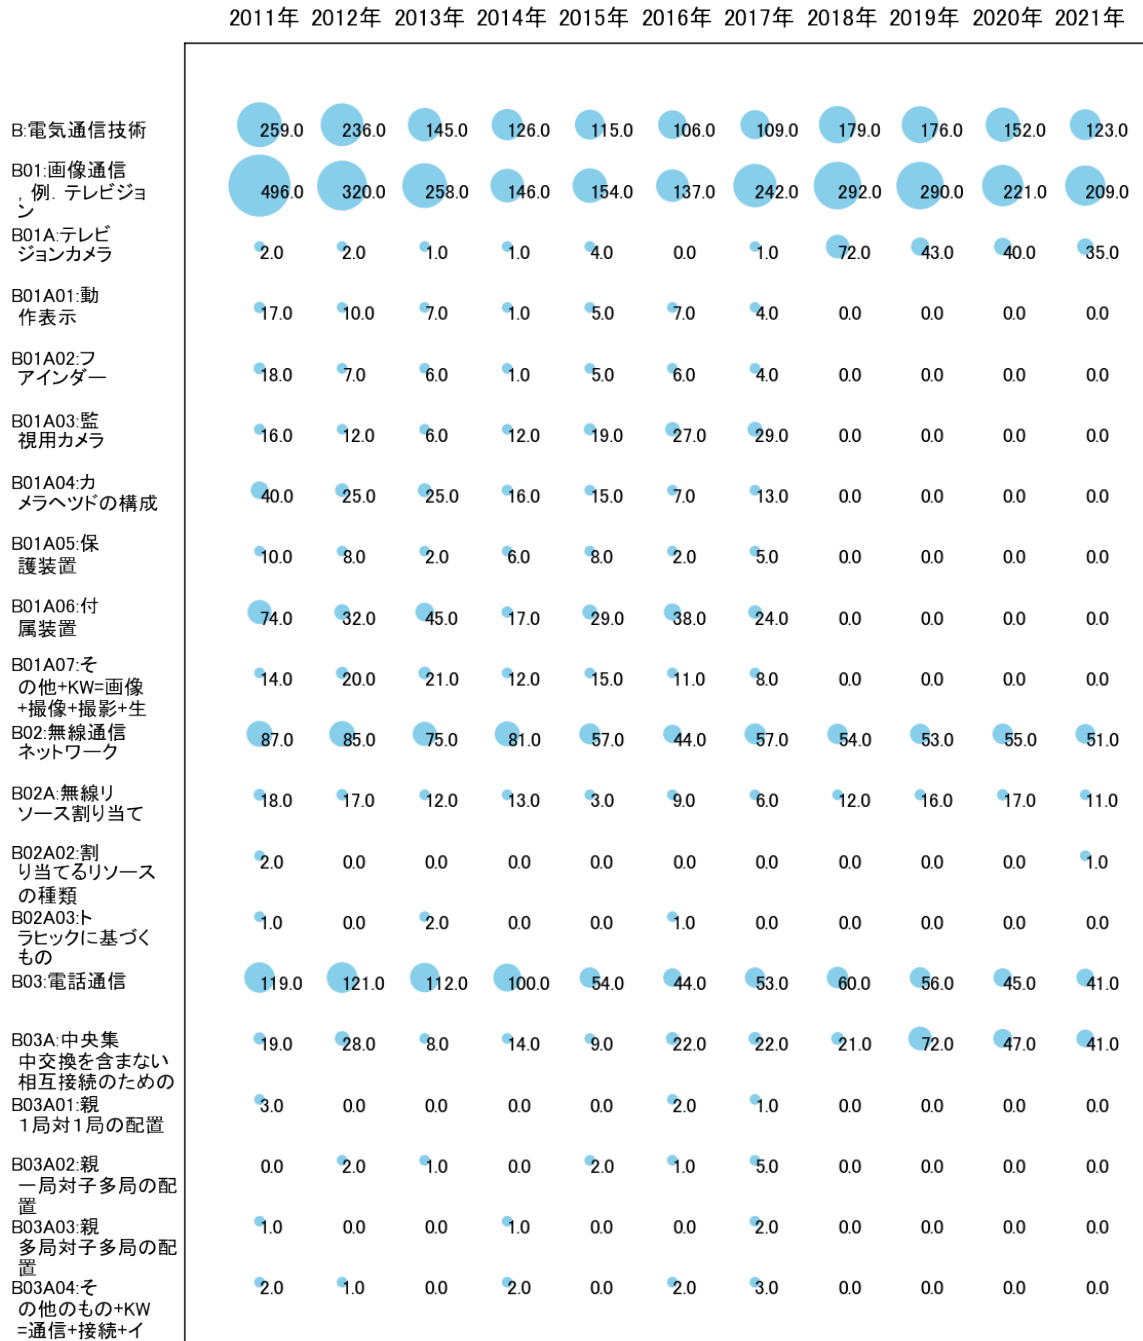 2011年 2012年 2013年 2014年 2015年 2016年 2017年 2018年 2019年 2020年 2021年
B:電気通信技術 259.0 236.0 145.0 126.0 115.0 106.0 109.0 179.0 176.0 152.0 123.0
B01:画像通信
，例．テレビジョ
ン
496.0 320.0 258.0 146.0 154.0 137.0 242.0 292.0 290.0 221.0 209.0
B01A:テレビ
ジョンカメラ
2.0 2.0 1.0 1.0 4.0 0.0 1.0 72.0 43.0 40.0 35.0
B01A01:動
作表示
17.0 10.0 7.0 1.0 5.0 7.0 4.0 0.0 0.0 0.0 0.0
B01A02:フ
アインダー
18.0 7.0 6.0 1.0 5.0 6.0 4.0 0.0 0.0 0.0 0.0
B01A03:監
視用カメラ
16.0 12.0 6.0 12.0 19.0 27.0 29.0 0.0 0.0 0.0 0.0
B01A04:カ
メラヘツドの構成
40.0 25.0 25.0 16.0 15.0 7.0 13.0 0.0 0.0 0.0 0.0
B01A05:保
護装置
10.0 8.0 2.0 6.0 8.0 2.0 5.0 0.0 0.0 0.0 0.0
B01A06:付
属装置
74.0 32.0 45.0 17.0 29.0 38.0 24.0 0.0 0.0 0.0 0.0
B01A07:そ
の他+KW=画像
+撮像+撮影+生
14.0 20.0 21.0 12.0 15.0 11.0 8.0 0.0 0.0 0.0 0.0
B02:無線通信
ネットワーク
87.0 85.0 75.0 81.0 57.0 44.0 57.0 54.0 53.0 55.0 51.0
B02A:無線リ
ソース割り当て
18.0 17.0 12.0 13.0 3.0 9.0 6.0 12.0 16.0 17.0 11.0
B02A02:割
り当てるリソース
の種類
2.0 0.0 0.0 0.0 0.0 0.0 0.0 0.0 0.0 0.0 1.0
B02A03:ト
ラヒックに基づく
もの
1.0 0.0 2.0 0.0 0.0 1.0 0.0 0.0 0.0 0.0 0.0
B03:電話通信 119.0 121.0 112.0 100.0 54.0 44.0 53.0 60.0 56.0 45.0 41.0
B03A:中央集
中交換を含まない
相互接続のための
19.0 28.0 8.0 14.0 9.0 22.0 22.0 21.0 72.0 47.0 41.0
B03A01:親
１局対１局の配置
3.0 0.0 0.0 0.0 0.0 2.0 1.0 0.0 0.0 0.0 0.0
B03A02:親
一局対子多局の配
置
0.0 2.0 1.0 0.0 2.0 1.0 5.0 0.0 0.0 0.0 0.0
B03A03:親
多局対子多局の配
置
1.0 0.0 0.0 1.0 0.0 0.0 2.0 0.0 0.0 0.0 0.0
B03A04:そ
の他のもの+KW
=通信+接続+イ
2.0 1.0 0.0 2.0 0.0 2.0 3.0 0.0 0.0 0.0 0.0